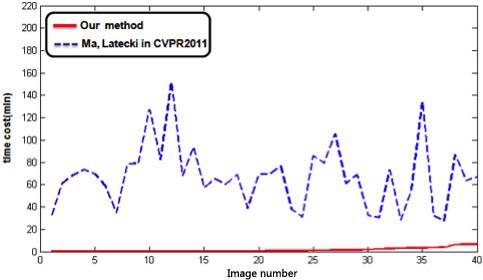 220
200
180
160
140
120
100
80
60
40
20
0
time cost(min)
Our method
Ma, Latecki in CVPR2011
0 5 10 15 20 25 30 35 40
Image number